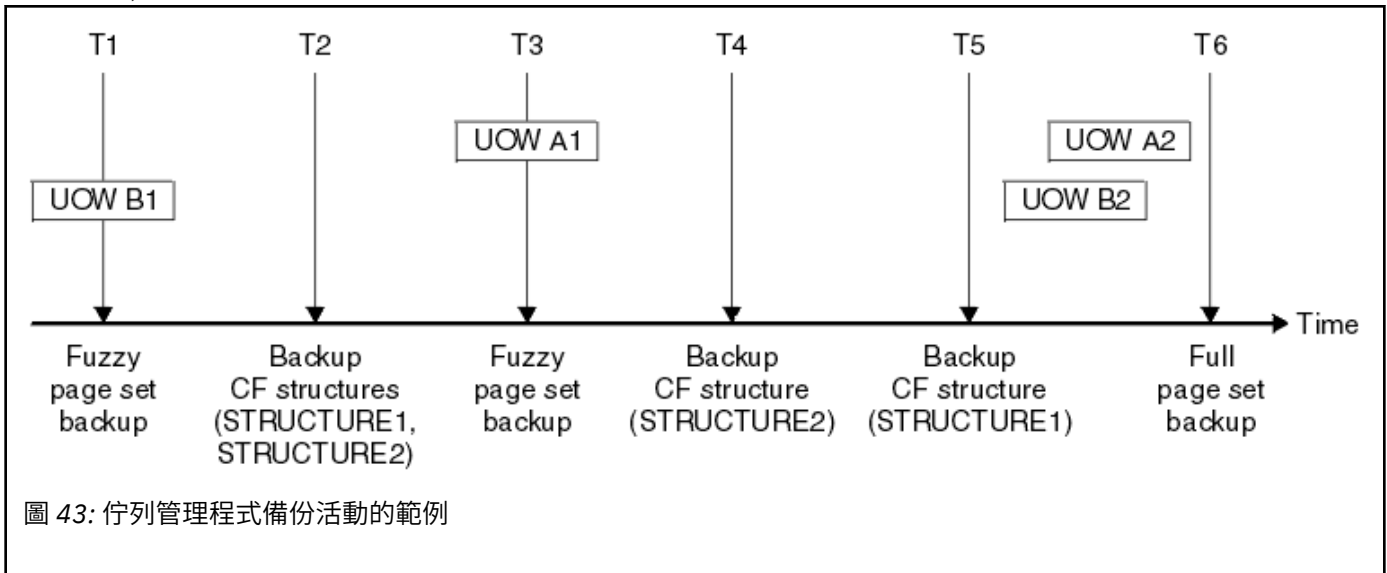 T1 T2 T3 T4 T5 T6
UOW A1 UOW A2
UOW B1 UOW B2
Time
Fuzzy
page set
backup
Backup
CF structures
(STRUCTURE1,
STRUCTURE2)
Fuzzy
page set
backup
Backup
CF structure
(STRUCTURE2)
Backup
CF structure
(STRUCTURE1)
Full
page set
backup
圖 43: 佇列管理程式備份活動的範例